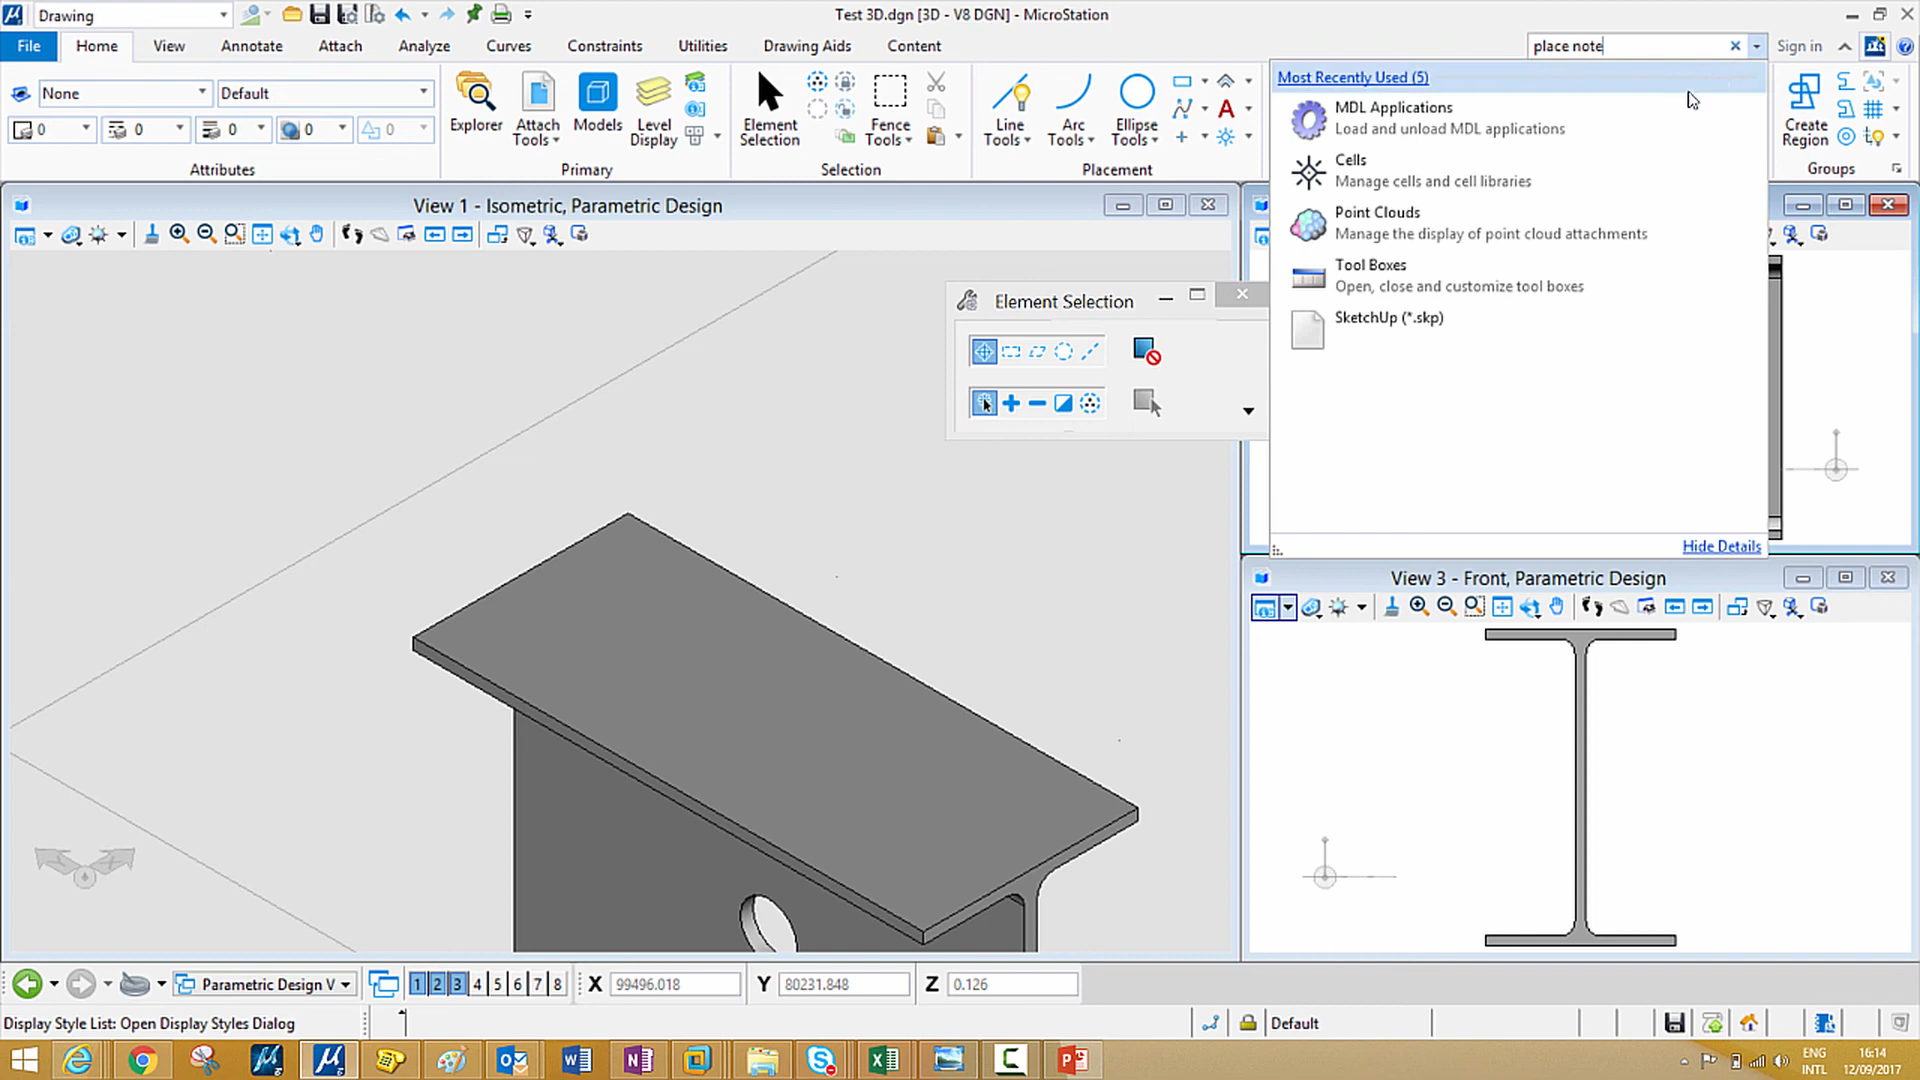 Drawing
Test 3D.dgn [3D - V8 DGN] - MicroStation
File
Home
View
Annotate
Attach
Analyze
Curves
Constraints
Utilities
Drawing Aids
Content
place note
Sign in
None
Default
0
0
0
0
0
Attributes
Explorer
Attach Tools
Models
Level Display
Primary
Element Selection
Fence Tools
Selection
Line Tools
Arc Tools
Ellipse Tools
Placement
Create Region
Groups
Most Recently Used (5)
MDL Applications
Load and unload MDL applications
Cells
Manage cells and cell libraries
Point Clouds
Manage the display of point cloud attachments
Tool Boxes
Open, close and customize tool boxes
SketchUp (*.skp)
Hide Details
View 1 - Isometric, Parametric Design
Element Selection
View 3 - Front, Parametric Design
Parametric Design V
1 2 3 4 5 6 7 8
X 99496.018
Y 80231.848
Z 0.126
Display Style List: Open Display Styles Dialog
Default
ENG
INTL
16:14
12/09/2017